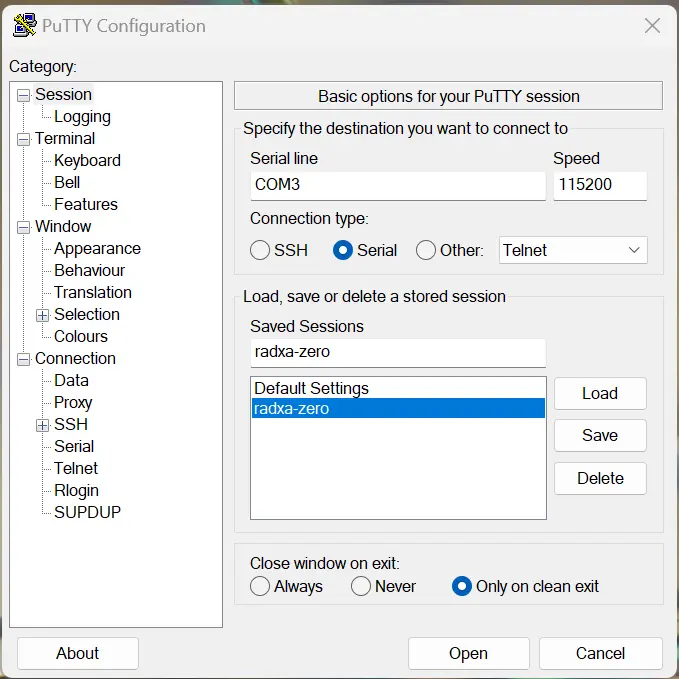 PuTTY Configuration
Category:
Session
Logging
Terminal
Keyboard
Bell
Features
Window
Appearance
Behaviour
Translation
Selection
Colours
Connection
Data
Proxy
SSH
Serial
Telnet
Rlogin
SUPDUP
Basic options for your PuTTY session
Specify the destination you want to connect to
Serial line Speed
COM3 115200
Connection type:
SSH Serial Other: Telnet
Load, save or delete a stored session
Saved Sessions
radxa-zero
Default Settings
radxa-zero
Load
Save
Delete
Close window on exit:
Always Never Only on clean exit
About Open Cancel